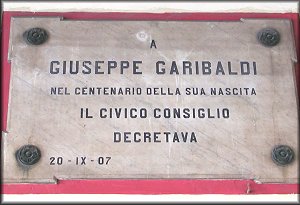 A
GIUSEPPE GARIBALDI
NEL CENTENARIO DELLA SUA NASCITA
IL CIVICO CONSIGLIO
DECRETAVA
20-IX-07